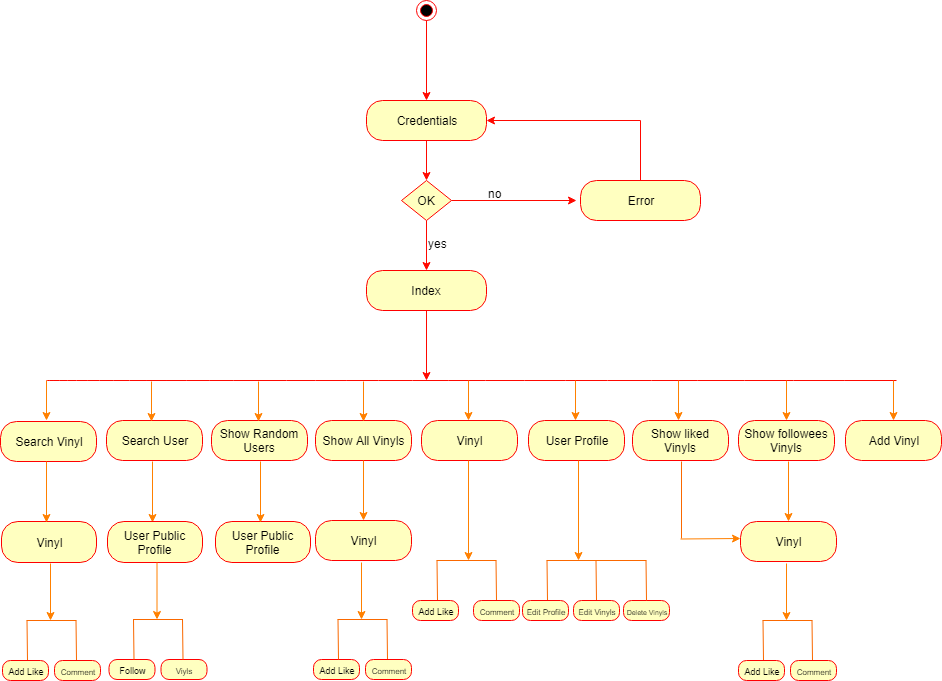 Credentials
OK
no
Error
yes
Index
Search Vinyl
Search User
Show Random
Users
Show All Vinyls
Vinyl
User Profile
Show liked
Vinyls
Show followees
Vinyls
Add Vinyl
Vinyl
User Public
Profile
User Public
Profile
Vinyl
Vinyl
Add Like
Comment
Edit Profile
Edit Vinyls
Delete Vinyls
Add Like
Comment
Follow
Viyls
Add Like
Comment
Add Like
Comment